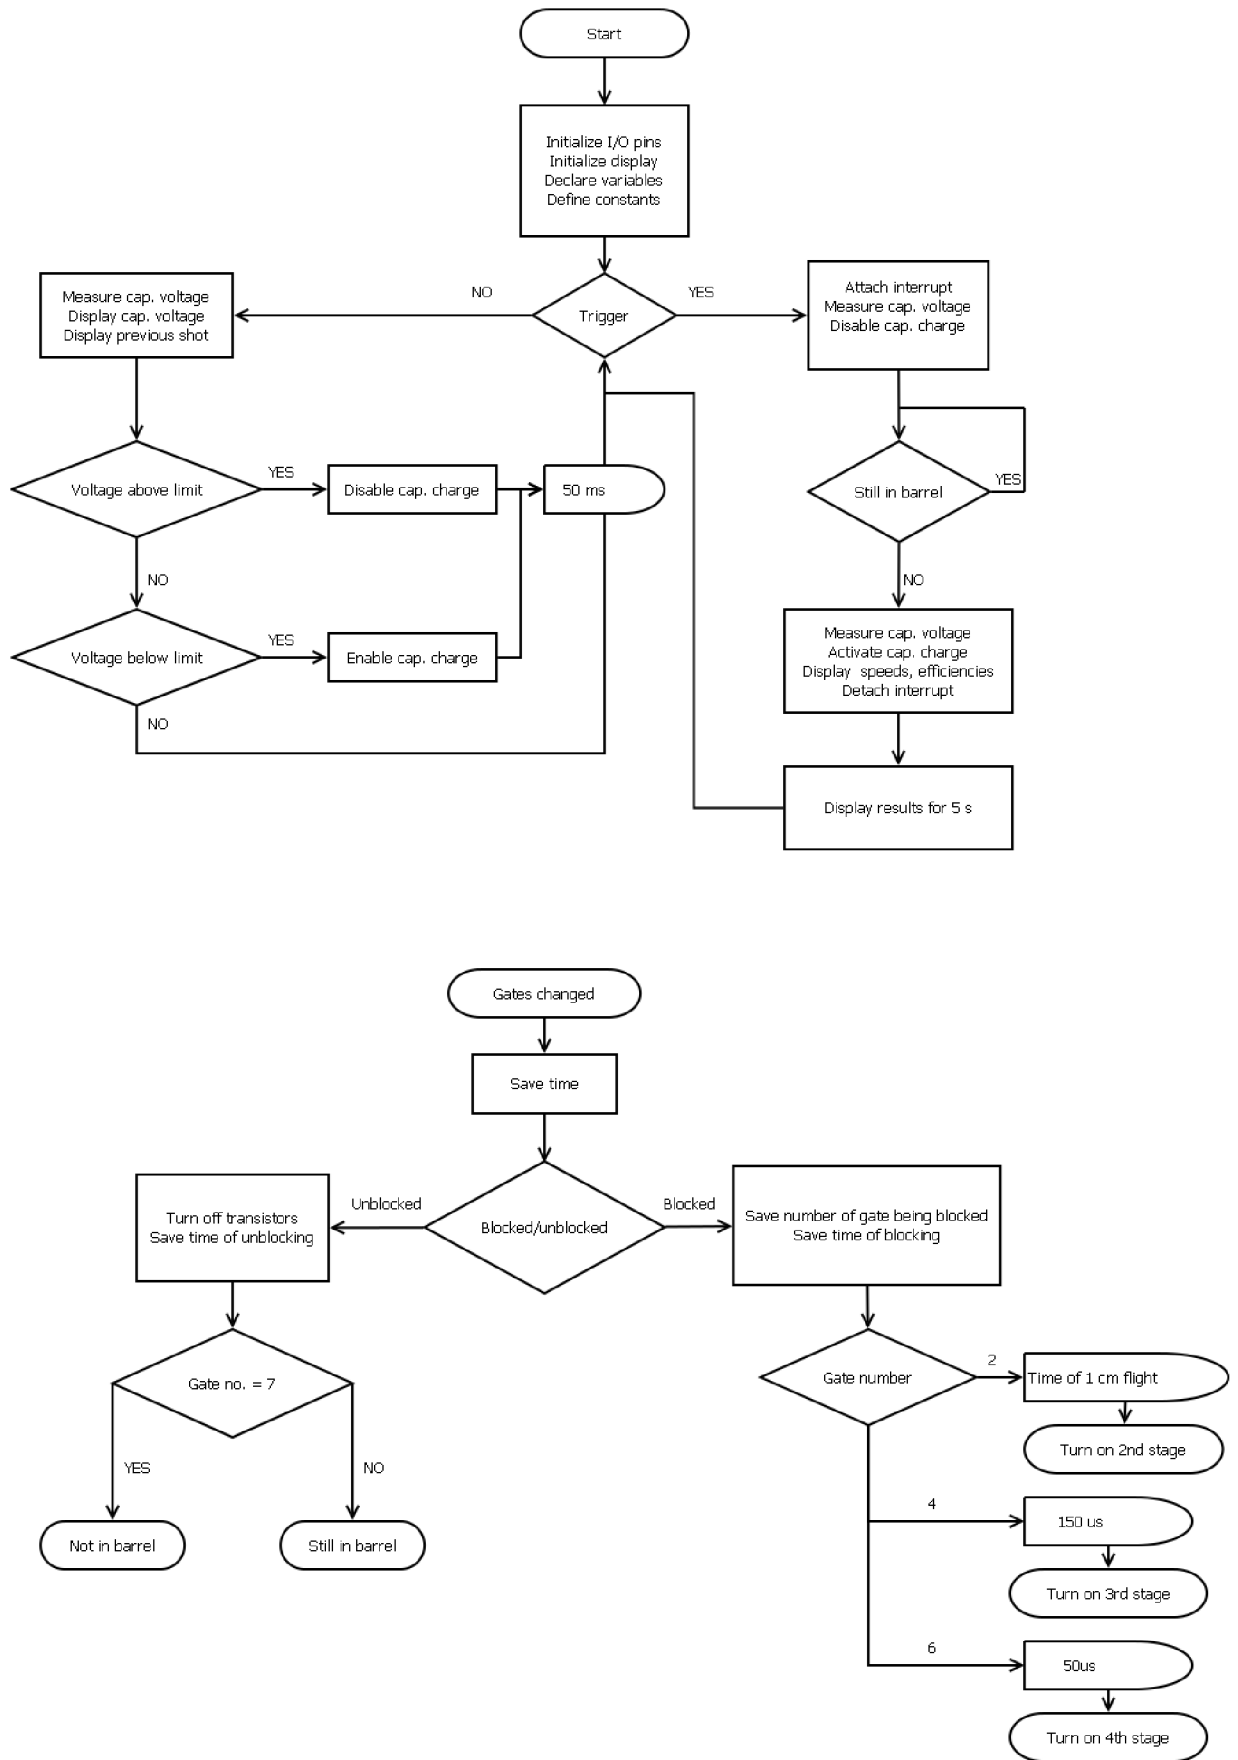 Start
Initialize I/O pins
Initialize display
Declare variables
Define constants
NO
Trigger
YES
Measure cap. voltage
Display cap. voltage
Display previous shot
Attach interrupt
Measure cap. voltage
Disable cap. charge
Voltage above limit
YES
Disable cap. charge
50 ms
Still in barrel
YES
NO
NO
Voltage below limit
YES
Enable cap. charge
NO
Measure cap. voltage
Activate cap. charge
Display speeds, efficiencies
Detach interrupt
Display results for 5 s
Gates changed
Save time
Unblocked
Blocked/unblocked
Blocked
Turn off transistors
Save time of unblocking
Save number of gate being blocked
Save time of blocking
Gate no. = 7
YES
NO
Not in barrel
Still in barrel
Gate number
2
Time of 1 cm flight
Turn on 2nd stage
4
150 us
Turn on 3rd stage
6
50us
Turn on 4th stage